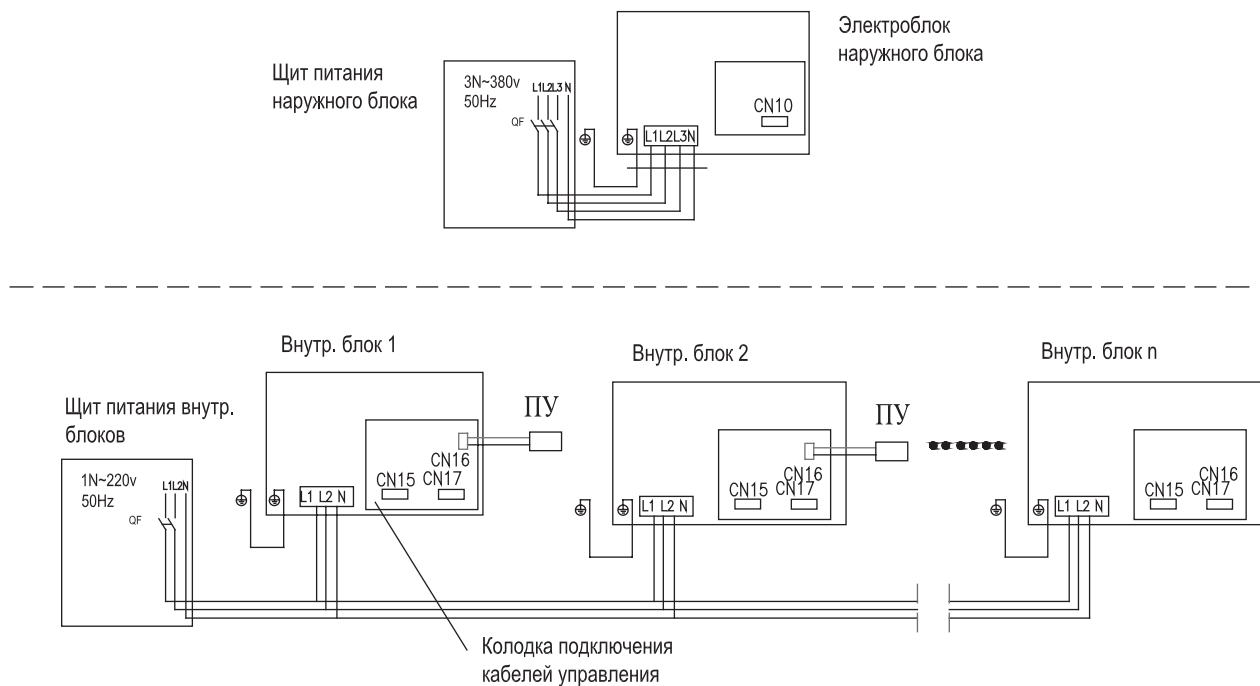 Электроблок
наружного блока
Щит питания
наружного блока
3N~380v
50Hz
L1L2L3 N
QF
CN10
L1L2L3N
Внутр. блок 1
Внутр. блок 2
Внутр. блок n
Щит питания внутр.
блоков
1N~220v
50Hz
L1L2N
QF
ПУ
CN16
CN15 CN17
L1 L2 N
ПУ
CN16
CN15 CN17
L1 L2 N
CN16
CN15 CN17
L1 L2 N
Колодка подключения
кабелей управления